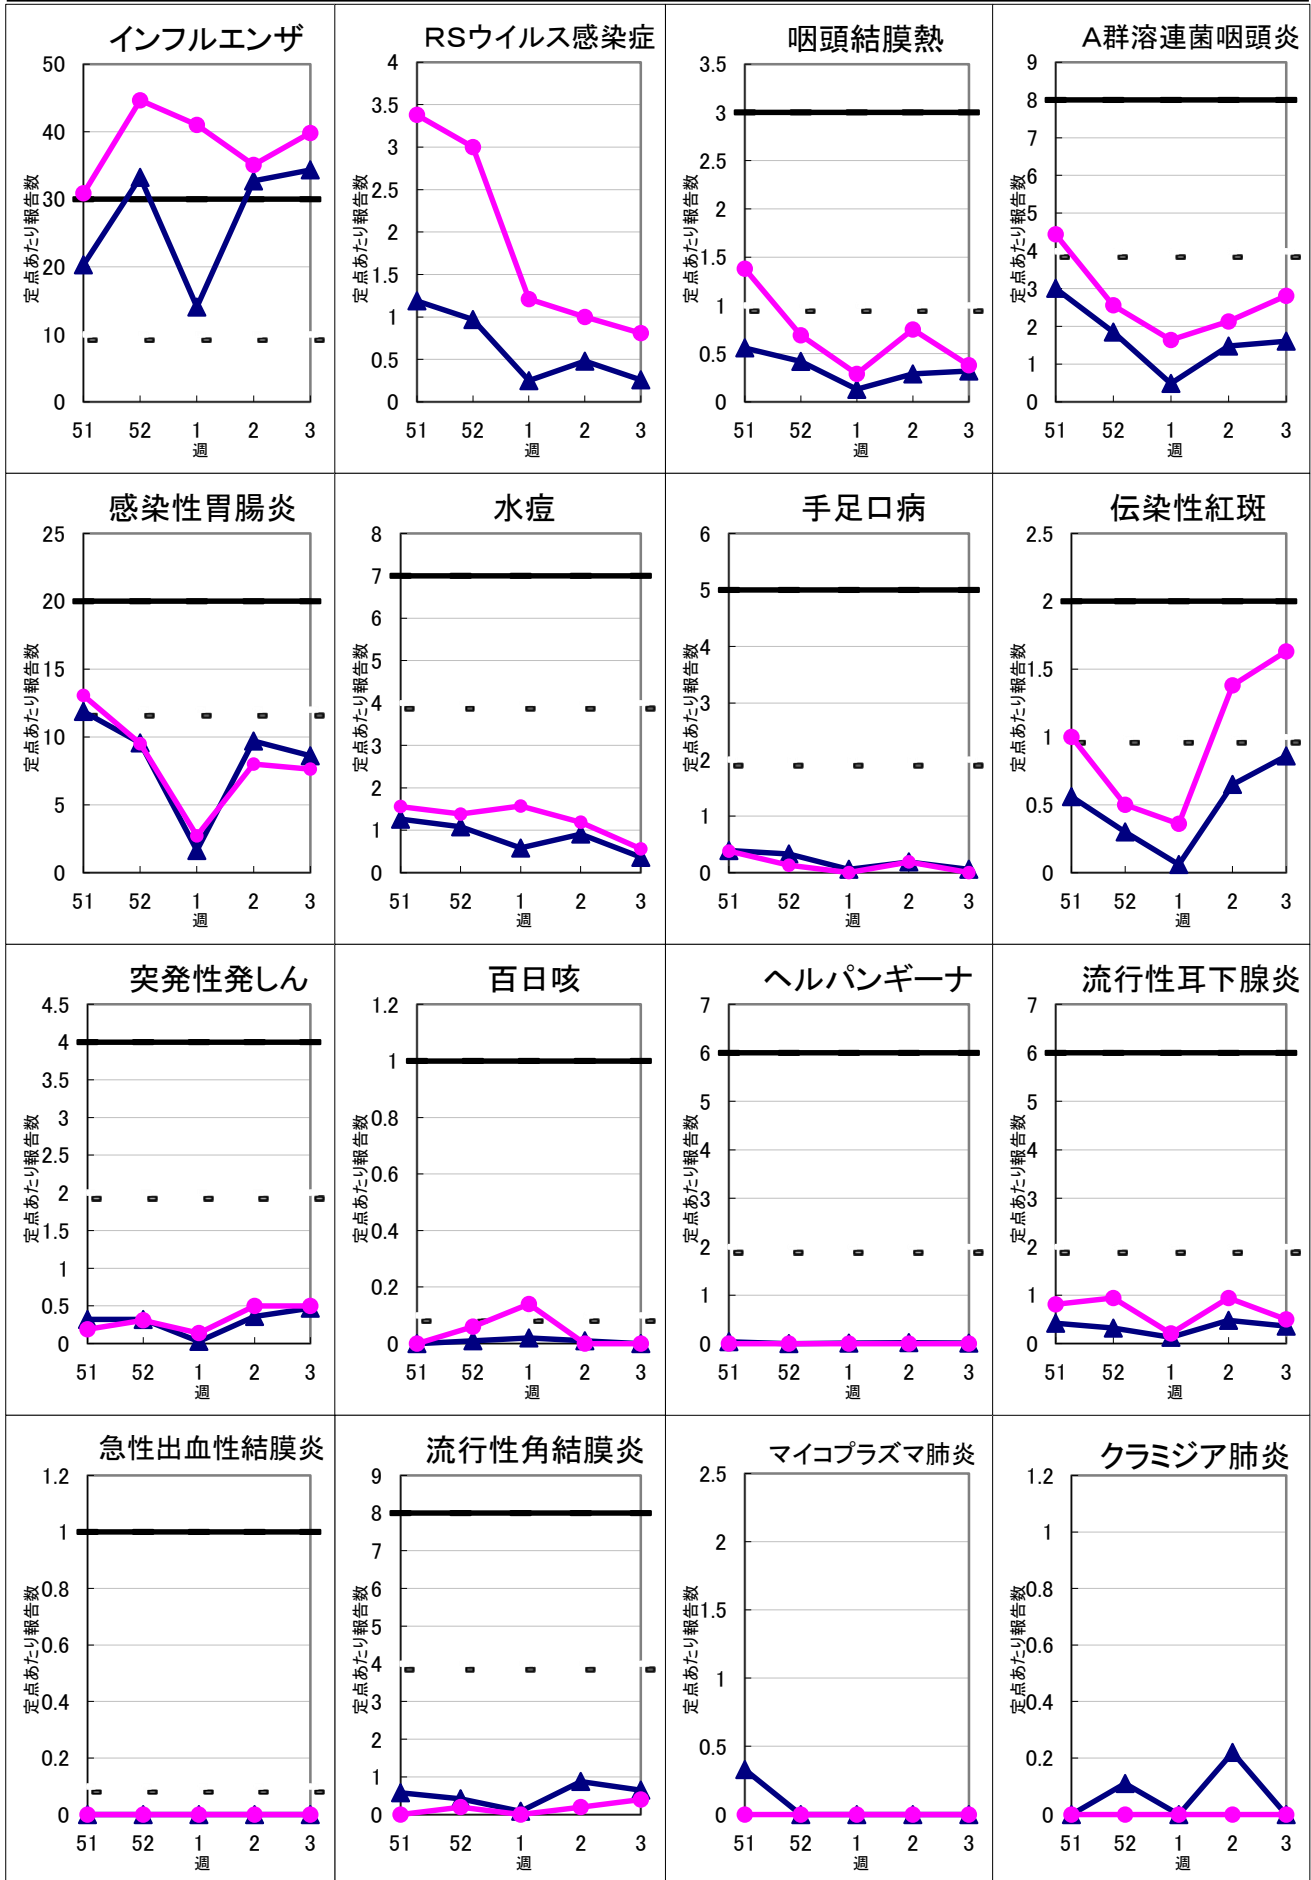 インフルエンザ
50
40
30
20
10
0
定点あたり報告数
51 52 1 2 3
週
RSウイルス感染症
4
3.5
3
2.5
2
1.5
1
0.5
0
定点あたり報告数
51 52 1 2 3
週
咽頭結膜熱
3.5
3
2.5
2
1.5
1
0.5
0
定点あたり報告数
51 52 1 2 3
週
A群溶連菌咽頭炎
9
8
7
6
5
4
3
2
1
0
定点あたり報告数
51 52 1 2 3
週
感染性胃腸炎
25
20
15
10
5
0
定点あたり報告数
51 52 1 2 3
週
水痘
8
7
6
5
4
3
2
1
0
定点あたり報告数
51 52 1 2 3
週
手足口病
6
5
4
3
2
1
0
定点あたり報告数
51 52 1 2 3
週
伝染性紅斑
2.5
2
1.5
1
0.5
0
定点あたり報告数
51 52 1 2 3
週
突発性発しん
4.5
4
3.5
3
2.5
2
1.5
1
0.5
0
定点あたり報告数
51 52 1 2 3
週
百日咳
1.2
1
0.8
0.6
0.4
0.2
0
定点あたり報告数
51 52 1 2 3
週
ヘルパンギーナ
7
6
5
4
3
2
1
0
定点あたり報告数
51 52 1 2 3
週
流行性耳下腺炎
7
6
5
4
3
2
1
0
定点あたり報告数
51 52 1 2 3
週
急性出血性結膜炎
1.2
1
0.8
0.6
0.4
0.2
0
定点あたり報告数
51 52 1 2 3
週
流行性角結膜炎
9
8
7
6
5
4
3
2
1
0
定点あたり報告数
51 52 1 2 3
週
マイコプラズマ肺炎
2.5
2
1.5
1
0.5
0
定点あたり報告数
51 52 1 2 3
週
クラミジア肺炎
1.2
1
0.8
0.6
0.4
0.2
0
定点あたり報告数
51 52 1 2 3
週